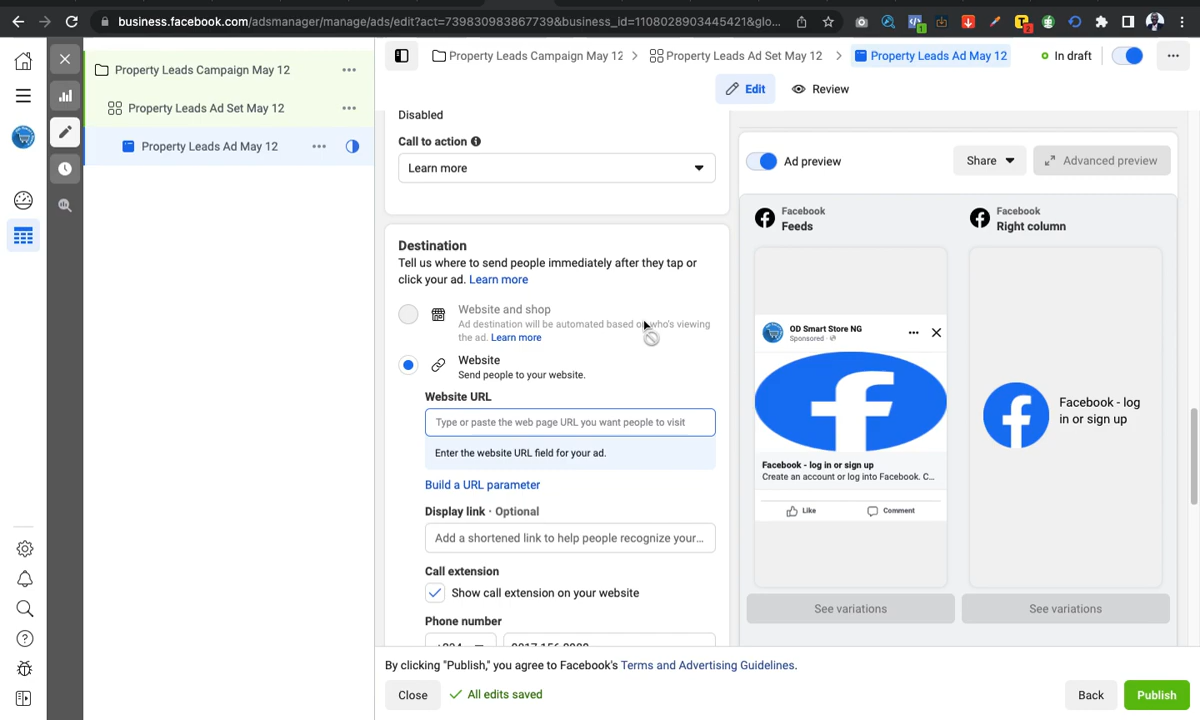 business.facebook.com/adsmanager/manage/ads/edit?act=739830983867739&business_id=1108028903445421&glo...
Property Leads Campaign May 12
Property Leads Ad Set May 12
Property Leads Ad May 12
Property Leads Campaign May 12 > Property Leads Ad Set May 12 > Property Leads Ad May 12
In draft
Edit
Review
Disabled
Call to action
Learn more
Destination
Tell us where to send people immediately after they tap or
click your ad. Learn more
Website and shop
Ad destination will be automated based on who's viewing
the ad. Learn more
Website
Send people to your website.
Website URL
Type or paste the web page URL you want people to visit
Enter the website URL field for your ad.
Build a URL parameter
Display link · Optional
Add a shortened link to help people recognize your...
Call extension
Show call extension on your website
Phone number
Ad preview
Share
Advanced preview
Facebook
Feeds
OD Smart Store NG
Sponsored
Facebook - log in or sign up
Create an account or log into Facebook. C...
Like
Comment
See variations
Facebook
Right column
Facebook - log
in or sign up
See variations
By clicking "Publish," you agree to Facebook's Terms and Advertising Guidelines.
Close
All edits saved
Back
Publish